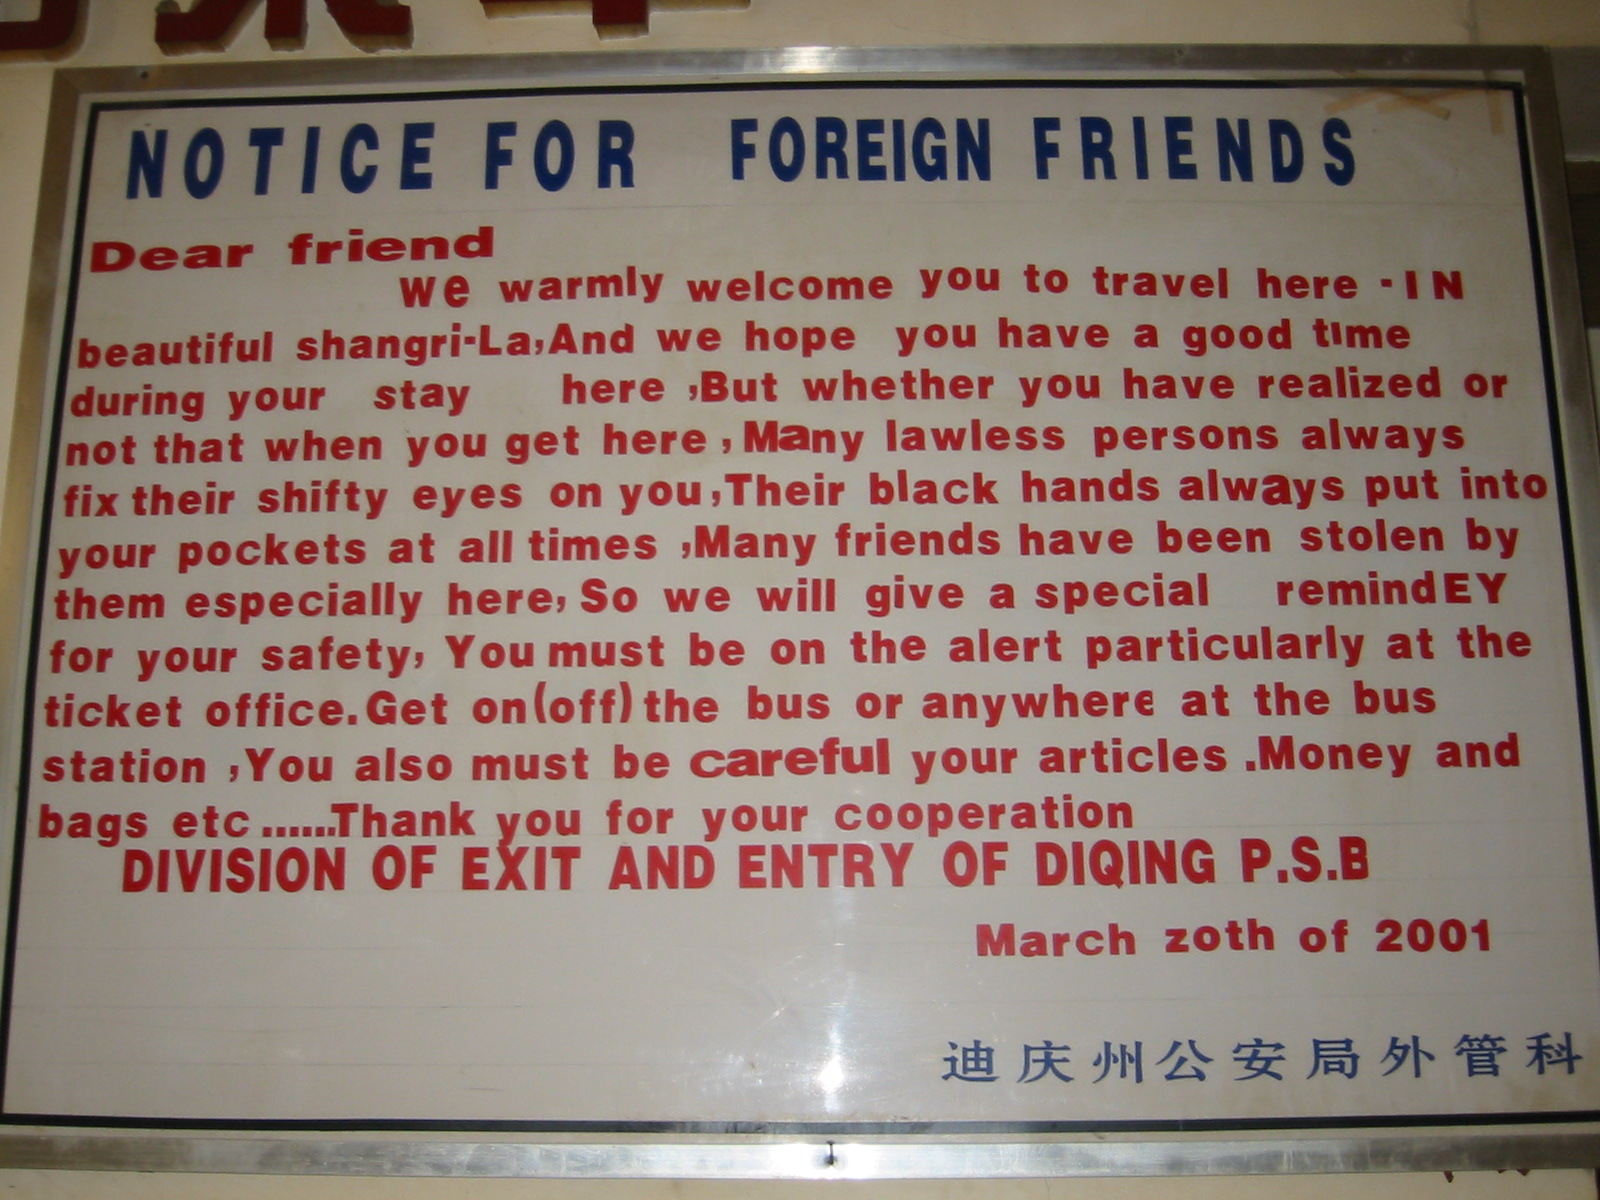 NOTICE FOR FOREIGN FRIENDS
Dear friend
We warmly welcome you to travel here -IN
beautiful shangri-La,And we hope you have a good time
during your stay here ,But whether you have realized or
not that when you get here ,Many lawless persons always
fix their shifty eyes on you,Their black hands always put into
your pockets at all times ,Many friends have been stolen by
them especially here, So we will give a special remindEY
for your safety, You must be on the alert particularly at the
ticket office.Get on(off) the bus or anywhere at the bus
station ,You also must be careful your articles .Money and
bags etc ......Thank you for your cooperation
DIVISION OF EXIT AND ENTRY OF DIQING P.S.B
March zoth of 2001
迪庆州公安局外管科